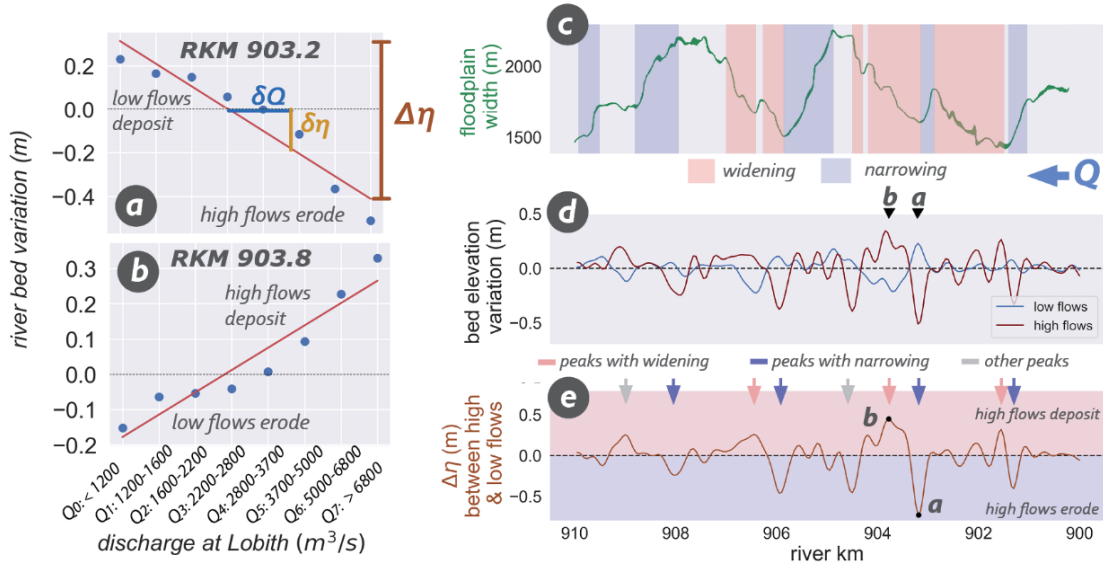 a
RKM 903.2
0.2
0.0
−0.2
−0.4
low flows
deposit
δQ
δη
Δη
high flows erode
river bed variation (m)
b
RKM 903.8
0.3
0.2
0.1
0.0
−0.1
−0.2
high flows
deposit
low flows erode
Q0: < 1200
Q1: 1200-1600
Q2: 1600-2200
Q3: 2200-2800
Q4: 2800-3700
Q5: 3700-5000
Q6: 5000-6800
Q7: > 6800
discharge at Lobith (m³/s)
c
floodplain
width (m)
2000
1500
widening
narrowing
Q
d
b
a
bed elevation
variation (m)
0.5
0.0
−0.5
low flows
high flows
peaks with widening
peaks with narrowing
other peaks
e
Δη (m)
between high
& low flows
0.5
0.0
−0.5
high flows deposit
b
a
high flows erode
910
908
906
904
902
900
river km